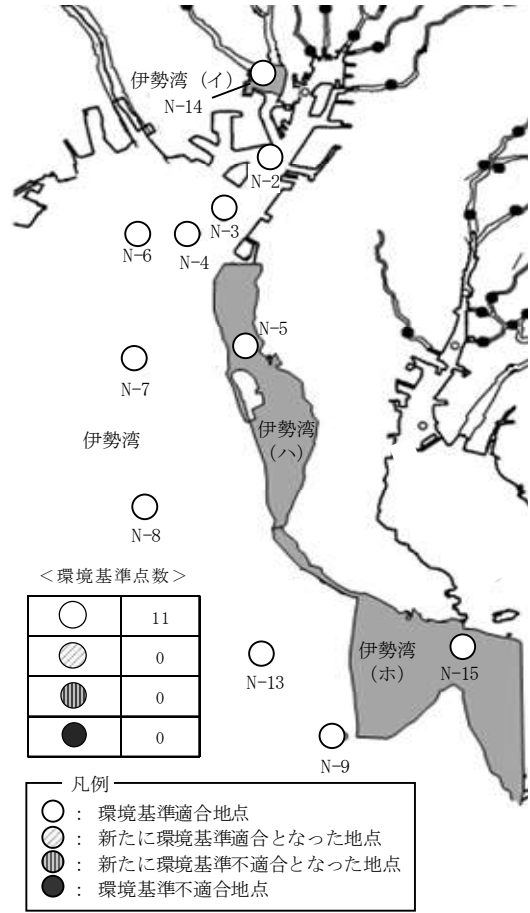 伊勢湾(イ)
N-14
N-2
N-3
N-6
N-4
N-5
N-7
伊勢湾
伊勢湾
(ハ)
N-8
<環境基準点数>
11
0
0
0
伊勢湾
(ホ)
N-15
N-13
N-9
凡例
: 環境基準適合地点
: 新たに環境基準適合となった地点
: 新たに環境基準不適合となった地点
: 環境基準不適合地点